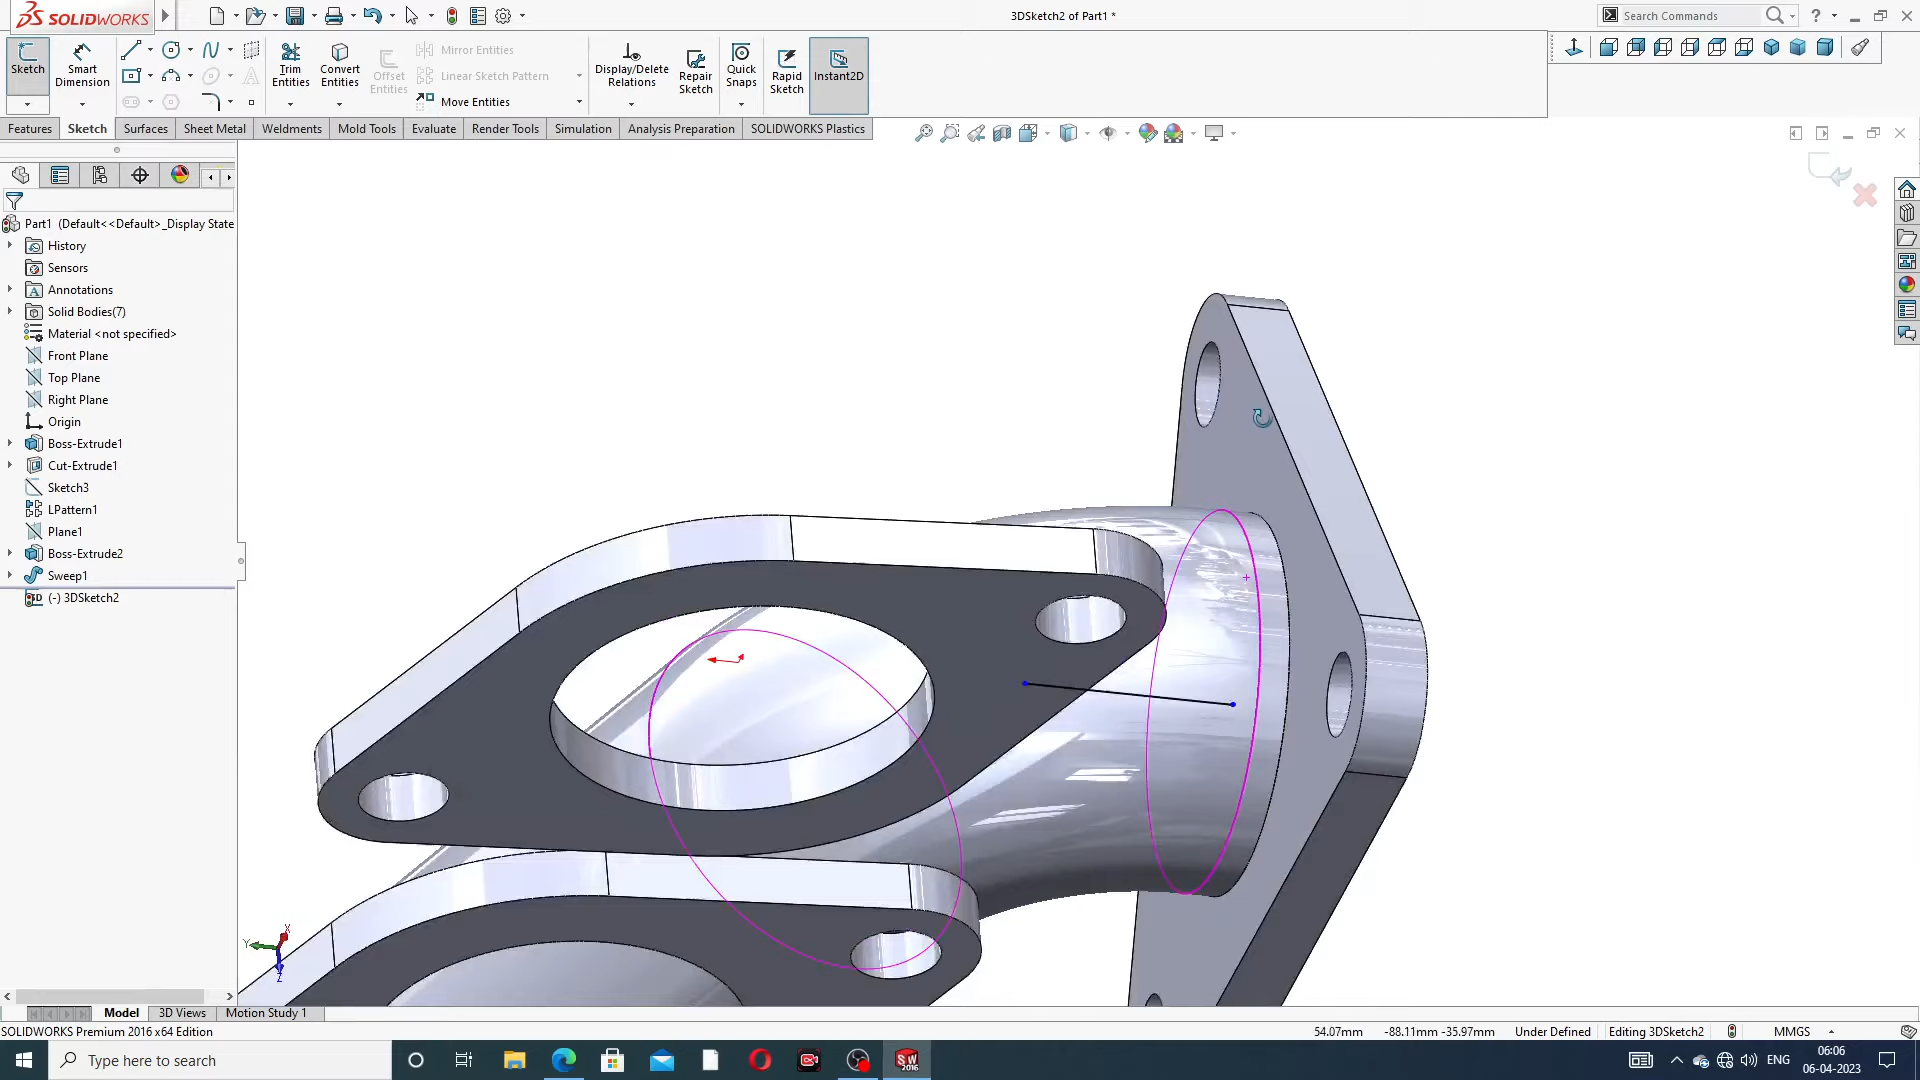 SOLIDWORKS
3DSketch2 of Part1 *
Search Commands
Sketch
Smart Dimension
Trim Entities
Convert Entities
Offset Entities
Mirror Entities
Linear Sketch Pattern
Move Entities
Display/Delete Relations
Repair Sketch
Quick Snaps
Rapid Sketch
Instant2D
Features
Sketch
Surfaces
Sheet Metal
Weldments
Mold Tools
Evaluate
Render Tools
Simulation
Analysis Preparation
SOLIDWORKS Plastics
Part1 (Default<<Default>_Display State
History
Sensors
Annotations
Solid Bodies(7)
Material <not specified>
Front Plane
Top Plane
Right Plane
Origin
Boss-Extrude1
Cut-Extrude1
Sketch3
LPattern1
Plane1
Boss-Extrude2
Sweep1
(-) 3DSketch2
X
Y
Z
Model
3D Views
Motion Study 1
SOLIDWORKS Premium 2016 x64 Edition
54.07mm
-88.11mm -35.97mm
Under Defined
Editing 3DSketch2
MMGS
Type here to search
SW
2016
ENG
06:06
06-04-2023